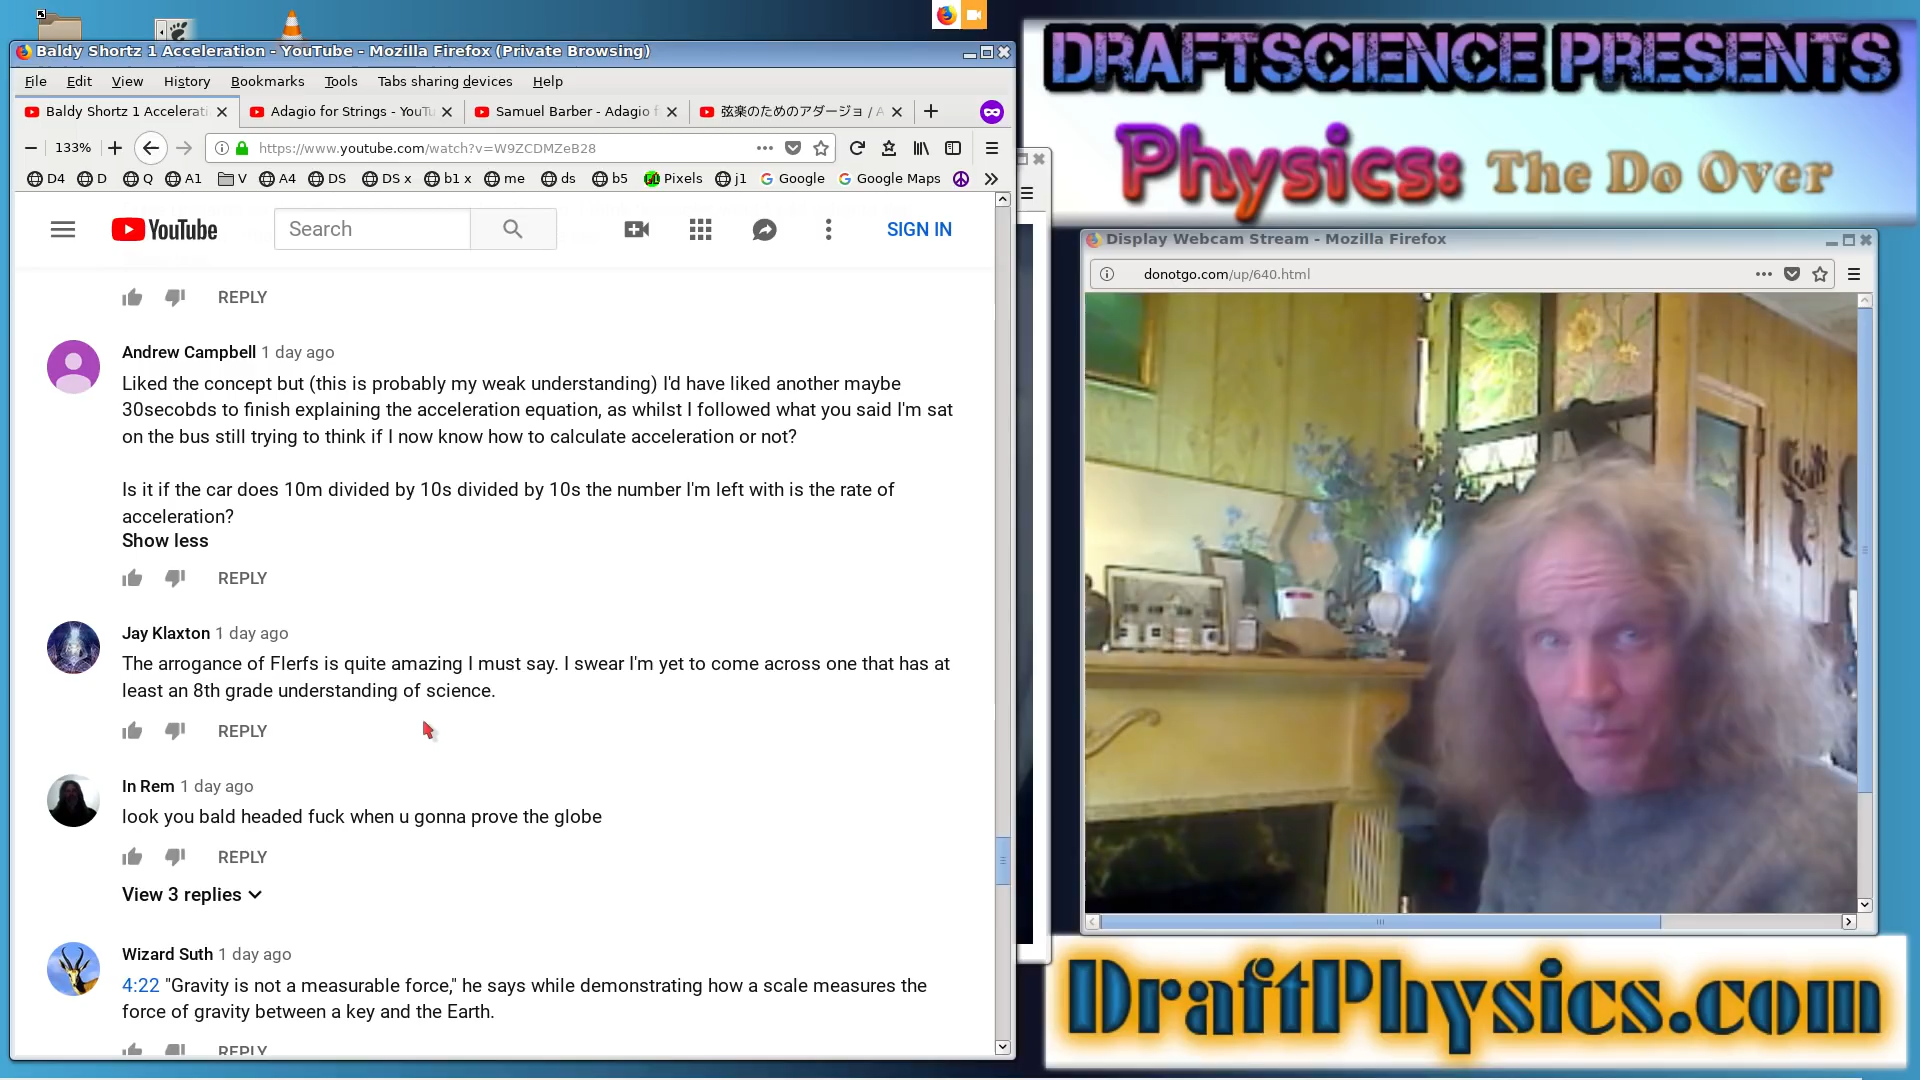 Baldy Shortz 1 Acceleration - YouTube - Mozilla Firefox (Private Browsing)
File Edit View History Bookmarks Tools Tabs sharing devices Help
Baldy Shortz 1 Accelerati
Adagio for Strings - YouTu
Samuel Barber - Adagio f
弦楽のためのアダージョ / A
133%
https://www.youtube.com/watch?v=W9ZCDMZeB28
D4 D Q A1 V A4 DS DS x b1 x me ds b5 Pixels j1 Google Google Maps
YouTube
Search
SIGN IN
REPLY
Andrew Campbell 1 day ago
Liked the concept but (this is probably my weak understanding) I'd have liked another maybe
30secobds to finish explaining the acceleration equation, as whilst I followed what you said I'm sat
on the bus still trying to think if I now know how to calculate acceleration or not?
Is it if the car does 10m divided by 10s divided by 10s the number I'm left with is the rate of
acceleration?
Show less
REPLY
Jay Klaxton 1 day ago
The arrogance of Flerfs is quite amazing I must say. I swear I'm yet to come across one that has at
least an 8th grade understanding of science.
REPLY
In Rem 1 day ago
look you bald headed fuck when u gonna prove the globe
REPLY
View 3 replies
Wizard Suth 1 day ago
4:22 "Gravity is not a measurable force," he says while demonstrating how a scale measures the
force of gravity between a key and the Earth.
REPLY
DRAFTSCIENCE PRESENTS
Physics: The Do Over
Display Webcam Stream - Mozilla Firefox
donotgo.com/up/640.html
DraftPhysics.com